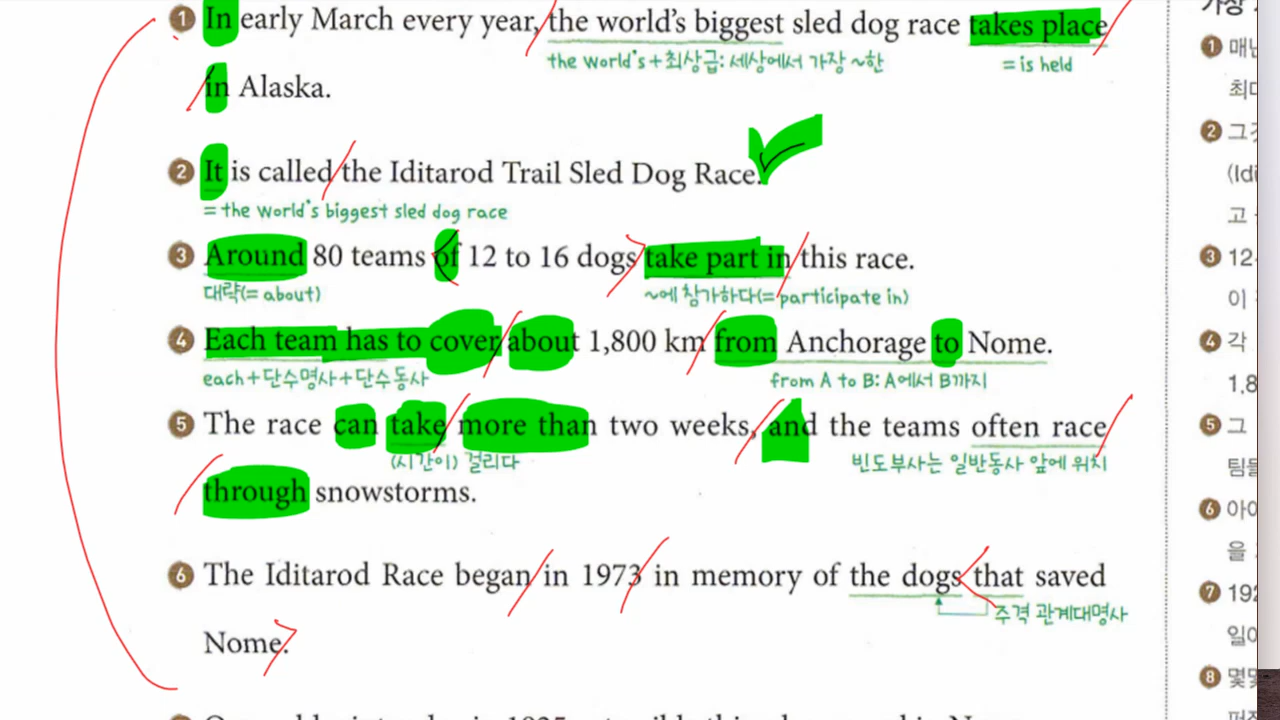 1 In early March every year, the world's biggest sled dog race takes place
the world's+최상급: 세상에서 가장 ~한
= is held
in Alaska.
2 It is called the Iditarod Trail Sled Dog Race.
= the world's biggest sled dog race
3 Around 80 teams of 12 to 16 dogs take part in this race.
대략(= about)
~에 참가하다(= participate in)
4 Each team has to cover about 1,800 km from Anchorage to Nome.
each+단수명사+단수동사
from A to B: A에서 B까지
5 The race can take more than two weeks, and the teams often race
(시간이) 걸리다
빈도부사는 일반동사 앞에 위치
through snowstorms.
6 The Iditarod Race began in 1973 in memory of the dogs that saved
주격 관계대명사
Nome.
1 매년
최대
2 그
(Idi
고
3 12
이
4 각
1.8
5 그
팀들
6 아
을
7 192
일
8 몇몇